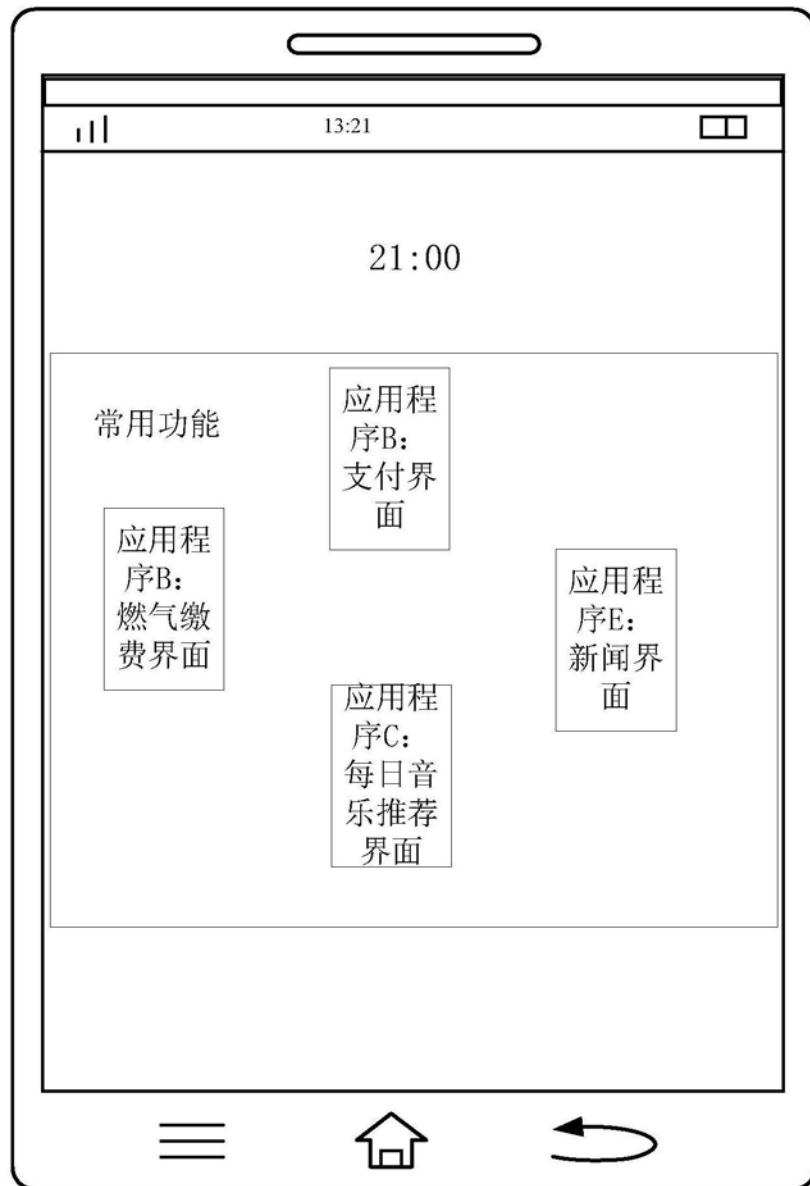 13:21
21:00
常用功能
应用程
序B：
支付界
面
应用程
序B：
燃气缴
费界面
应用程
序E：
新闻界
面
应用程
序C：
每日音
乐推荐
界面